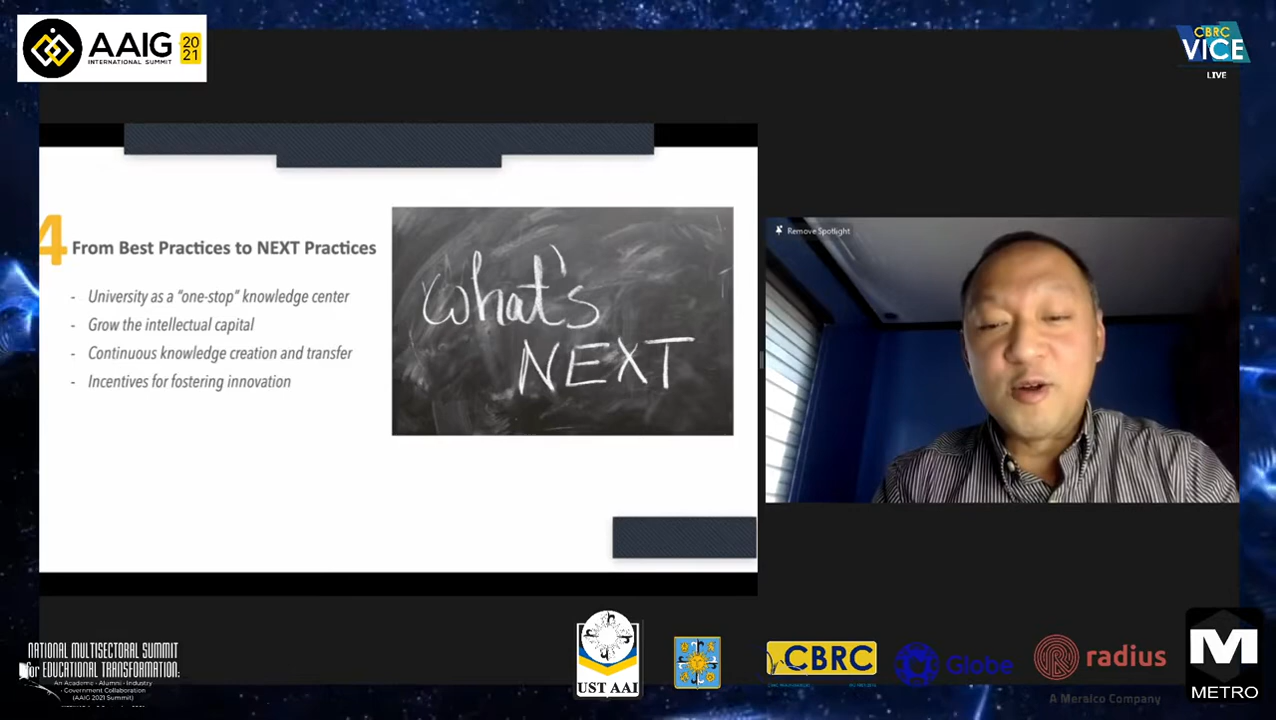 AAIG
INTERNATIONAL SUMMIT
20
21
CBRC
VICE
LIVE
4
From Best Practices to NEXT Practices
- University as a "one-stop" knowledge center
- Grow the intellectual capital
- Continuous knowledge creation and transfer
- Incentives for fostering innovation
What's
NEXT
Remove Spotlight
NATIONAL MULTISECTORAL SUMMIT
for EDUCATIONAL TRANSFORMATION:
An Academe · Alumni · Industry
· Government Collaboration
(AAIG 2021 Summit)
UST AAI
CBRC
Globe
radius
A Meralco Company
M
METRO